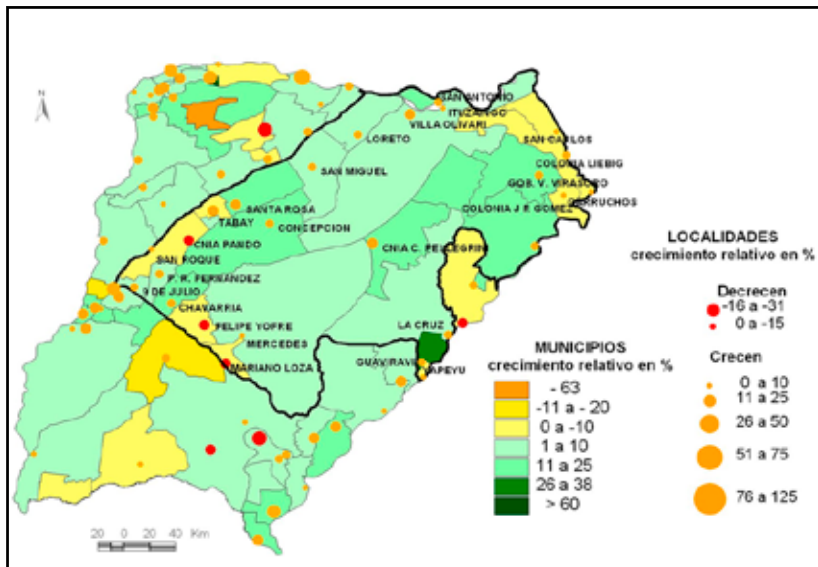 N
SAN ANTONIO
ITUZAINGO
VILLA OLIVARI
LORETO
SAN CARLOS
COLONIA LIEBIG
SAN MIGUEL
GOB. V. VIRASORO
GARRUCHOS
SANTA ROSA
COLONIA J P GOMEZ
TABAY
CONCEPCION
CNIA PANDO
CNIA C. PELLEGRINI
SAN ROQUE
P. R. FERNANDEZ
9 DE JULIO
CHAVARRIA
FELIPE YOFRE
LA CRUZ
MERCEDES
GUAVIRAVI
MARIANO LOZA
YAPEYU
LOCALIDADES
crecimiento relativo en %
Decrecen
-16 a -31
0 a -15
Crecen
0 a 10
11 a 25
26 a 50
51 a 75
76 a 125
MUNICIPIOS
crecimiento relativo en %
- 63
-11 a - 20
0 a -10
1 a 10
11 a 25
26 a 38
> 60
20 0 20 40 Km